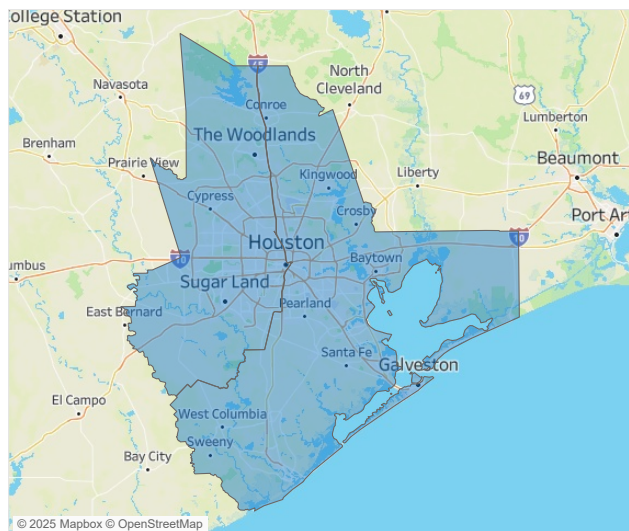 ollege Station
45
North
Cleveland
Navasota
Conroe
69
Lumberton
The Woodlands
Brenham
Prairie View
Beaumont
Kingwood
Liberty
Cypress
Crosby
Port Ar
Houston
10
10
Baytown
umbus
Sugar Land
East Bernard
Pearland
Santa Fe
Galveston
El Campo
West Columbia
Sweeny
Bay City
© 2025 Mapbox © OpenStreetMap